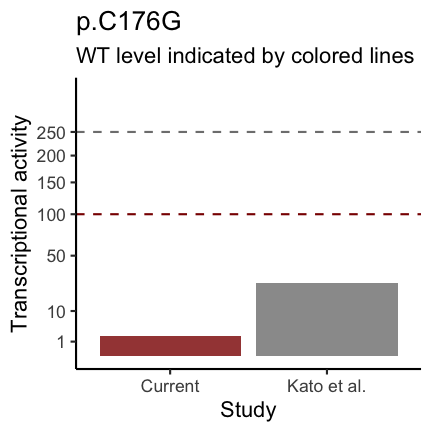 p.C176G
WT level indicated by colored lines
Transcriptional activity
250
200
150
100
50
10
1
Current
Kato et al.
Study